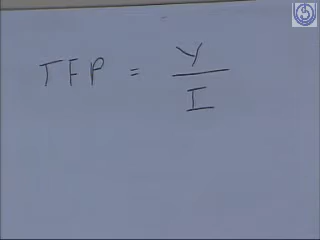 TFP = Y
I